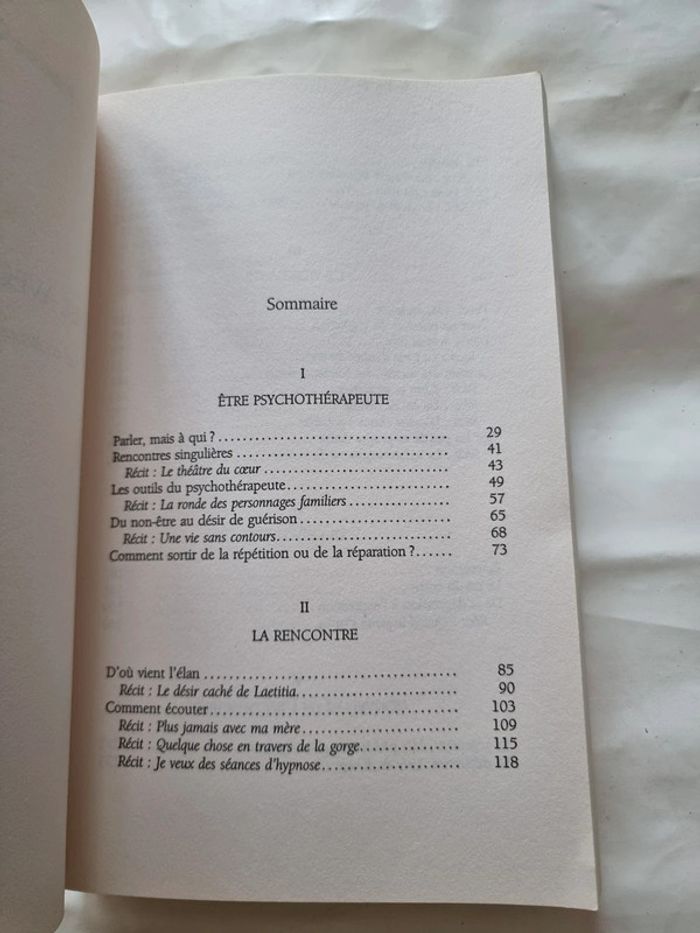 Sommaire
I
ÊTRE PSYCHOTHÉRAPEUTE
Parler, mais à qui ? ........................................ 29
Rencontres singulières ..................................... 41
Récit : Le théâtre du cœur ................................ 43
Les outils du psychothérapeute ............................. 49
Récit : La ronde des personnages familiers ................. 57
Du non-être au désir de guérison ........................... 65
Récit : Une vie sans contours .............................. 68
Comment sortir de la répétition ou de la réparation ? ...... 73
II
LA RENCONTRE
D'où vient l'élan .......................................... 85
Récit : Le désir caché de Laetitia ......................... 90
Comment écouter ............................................ 103
Récit : Plus jamais avec ma mère ........................... 109
Récit : Quelque chose en travers de la gorge ............... 115
Récit : Je veux des séances d'hypnose ...................... 118